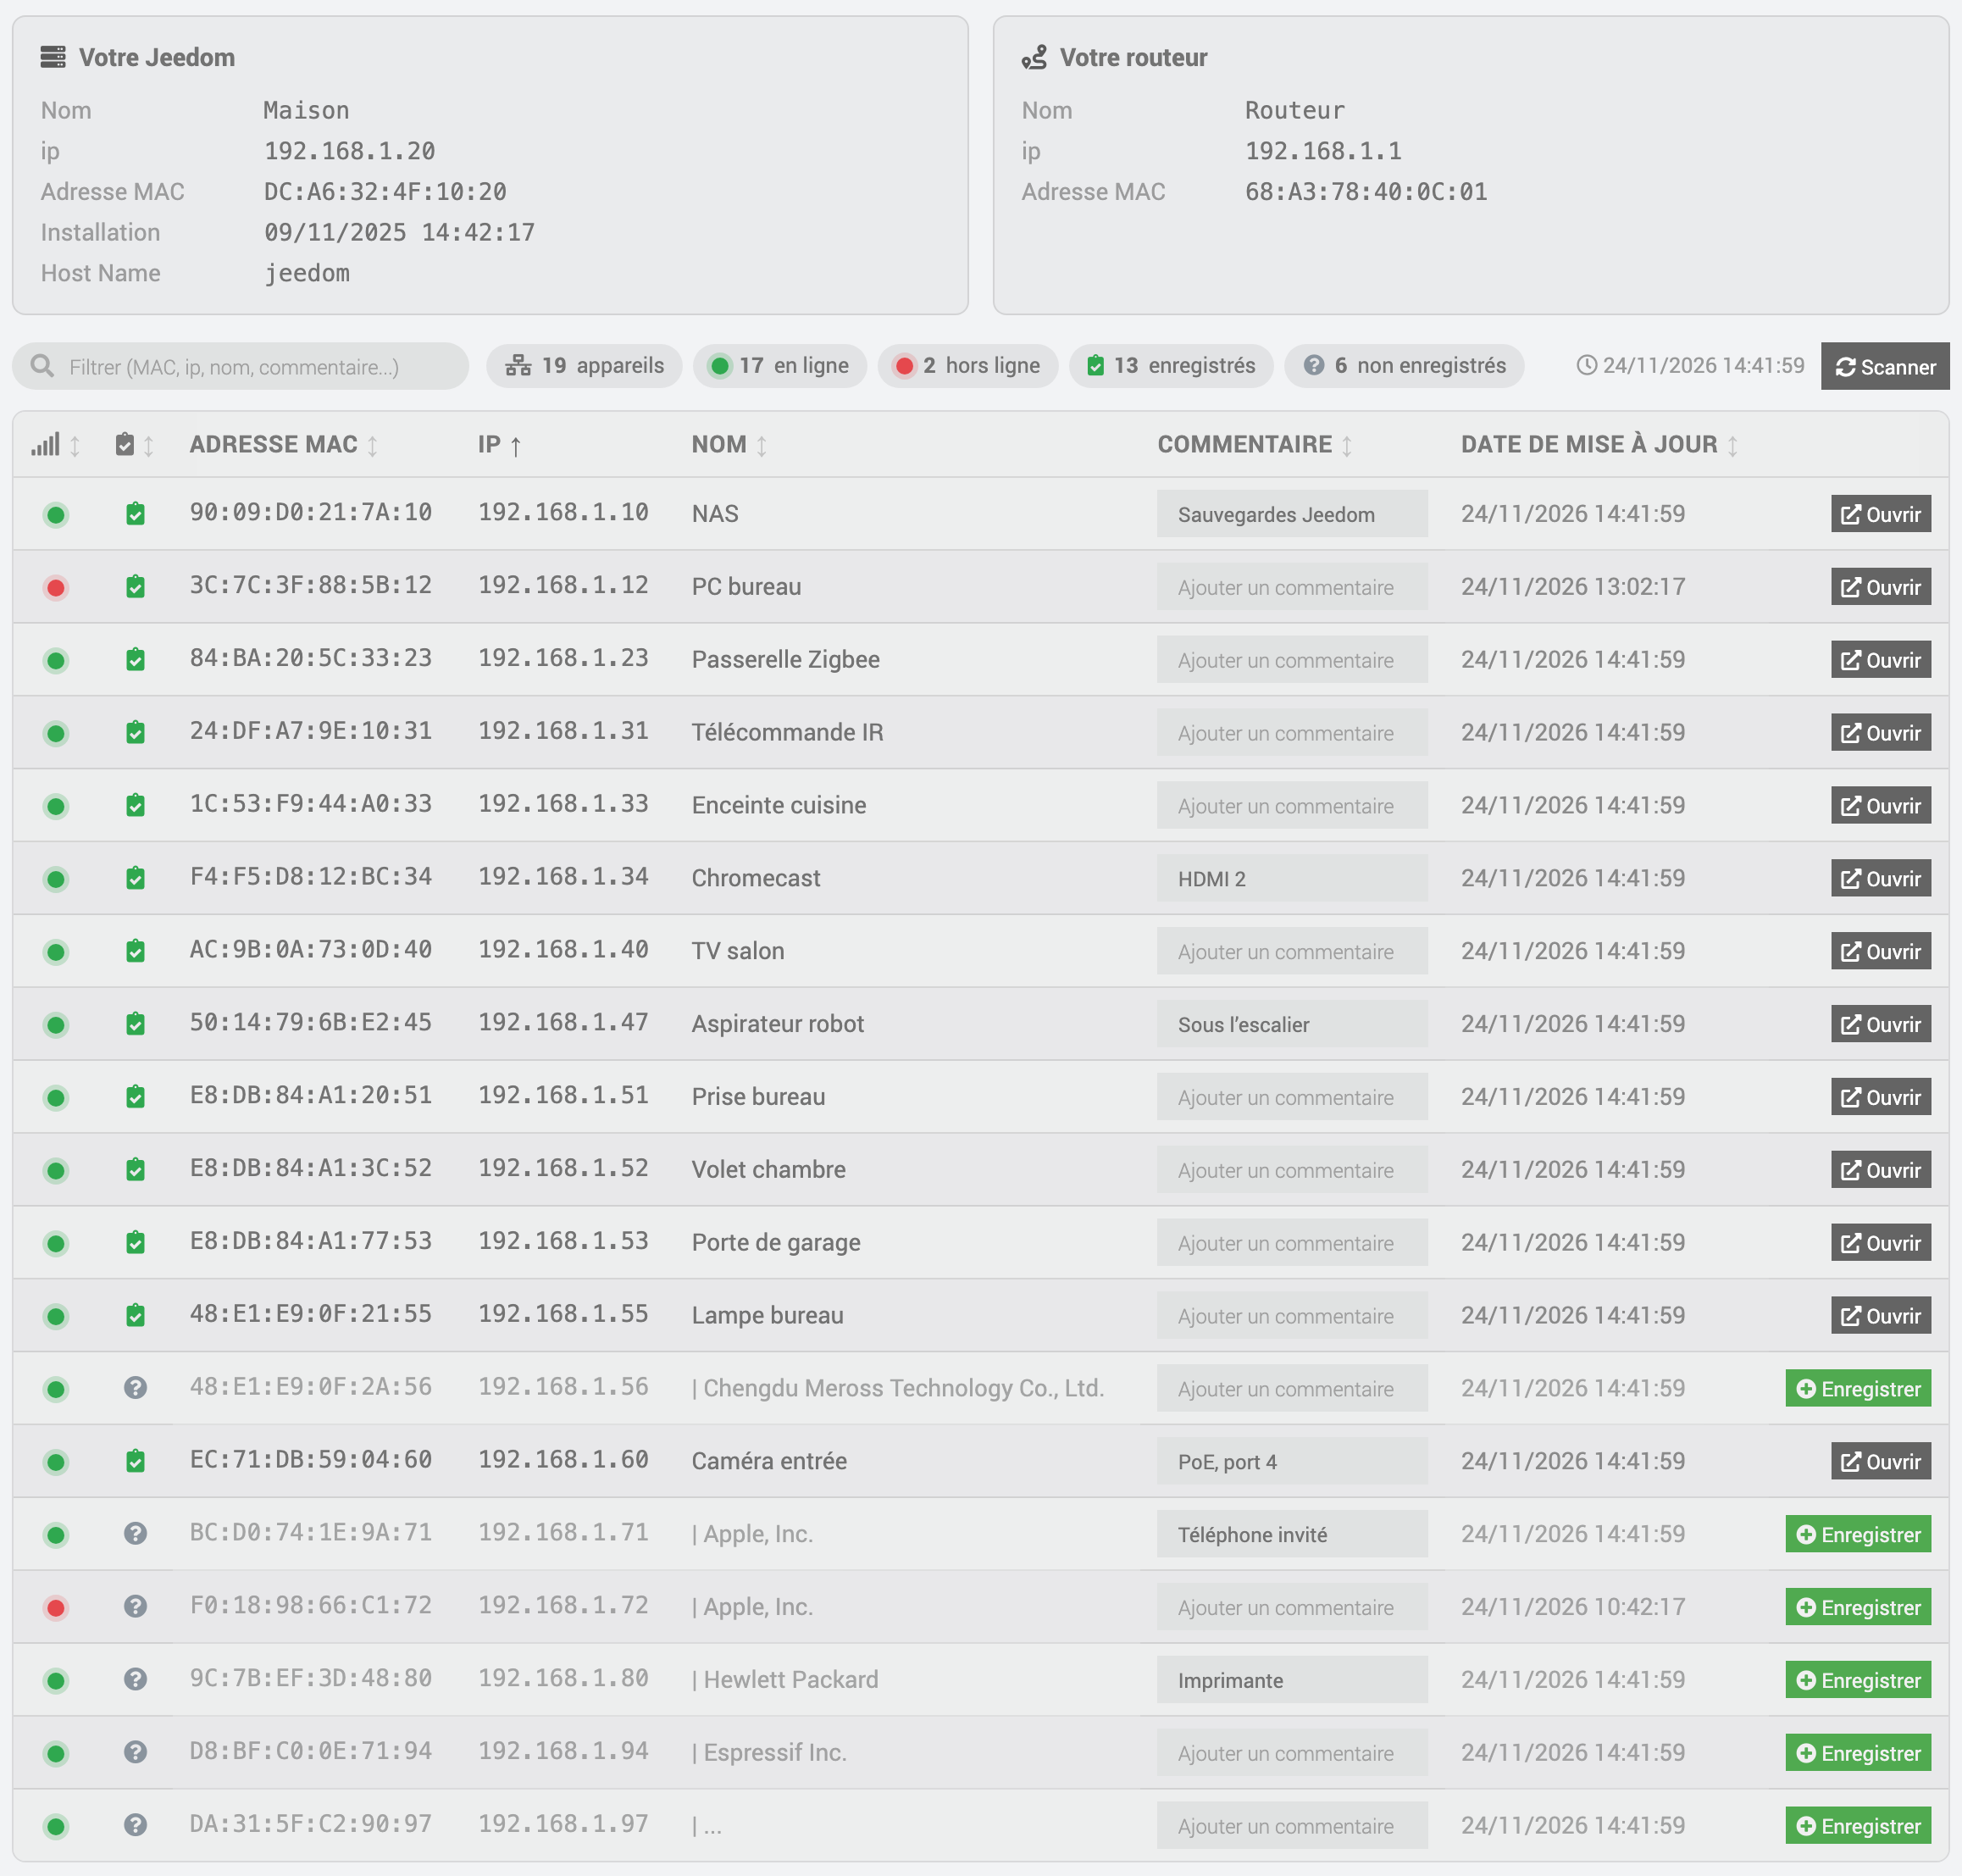 Votre Jeedom
Nom Maison
ip 192.168.1.20
Adresse MAC DC:A6:32:4F:10:20
Installation 09/11/2025 14:42:17
Host Name jeedom
Votre routeur
Nom Routeur
ip 192.168.1.1
Adresse MAC 68:A3:78:40:0C:01
Filtrer (MAC, ip, nom, commentaire...) 19 appareils 17 en ligne 2 hors ligne 13 enregistrés 6 non enregistrés 24/11/2026 14:41:59 Scanner
ADRESSE MAC IP NOM COMMENTAIRE DATE DE MISE À JOUR
90:09:D0:21:7A:10 192.168.1.10 NAS Sauvegardes Jeedom 24/11/2026 14:41:59 Ouvrir
3C:7C:3F:88:5B:12 192.168.1.12 PC bureau Ajouter un commentaire 24/11/2026 13:02:17 Ouvrir
84:BA:20:5C:33:23 192.168.1.23 Passerelle Zigbee Ajouter un commentaire 24/11/2026 14:41:59 Ouvrir
24:DF:A7:9E:10:31 192.168.1.31 Télécommande IR Ajouter un commentaire 24/11/2026 14:41:59 Ouvrir
1C:53:F9:44:A0:33 192.168.1.33 Enceinte cuisine Ajouter un commentaire 24/11/2026 14:41:59 Ouvrir
F4:F5:D8:12:BC:34 192.168.1.34 Chromecast HDMI 2 24/11/2026 14:41:59 Ouvrir
AC:9B:0A:73:0D:40 192.168.1.40 TV salon Ajouter un commentaire 24/11/2026 14:41:59 Ouvrir
50:14:79:6B:E2:45 192.168.1.47 Aspirateur robot Sous l’escalier 24/11/2026 14:41:59 Ouvrir
E8:DB:84:A1:20:51 192.168.1.51 Prise bureau Ajouter un commentaire 24/11/2026 14:41:59 Ouvrir
E8:DB:84:A1:3C:52 192.168.1.52 Volet chambre Ajouter un commentaire 24/11/2026 14:41:59 Ouvrir
E8:DB:84:A1:77:53 192.168.1.53 Porte de garage Ajouter un commentaire 24/11/2026 14:41:59 Ouvrir
48:E1:E9:0F:21:55 192.168.1.55 Lampe bureau Ajouter un commentaire 24/11/2026 14:41:59 Ouvrir
48:E1:E9:0F:2A:56 192.168.1.56 | Chengdu Meross Technology Co., Ltd. Ajouter un commentaire 24/11/2026 14:41:59 Enregistrer
EC:71:DB:59:04:60 192.168.1.60 Caméra entrée PoE, port 4 24/11/2026 14:41:59 Ouvrir
BC:D0:74:1E:9A:71 192.168.1.71 | Apple, Inc. Téléphone invité 24/11/2026 14:41:59 Enregistrer
F0:18:98:66:C1:72 192.168.1.72 | Apple, Inc. Ajouter un commentaire 24/11/2026 10:42:17 Enregistrer
9C:7B:EF:3D:48:80 192.168.1.80 | Hewlett Packard Imprimante 24/11/2026 14:41:59 Enregistrer
D8:BF:C0:0E:71:94 192.168.1.94 | Espressif Inc. Ajouter un commentaire 24/11/2026 14:41:59 Enregistrer
DA:31:5F:C2:90:97 192.168.1.97 | ... Ajouter un commentaire 24/11/2026 14:41:59 Enregistrer